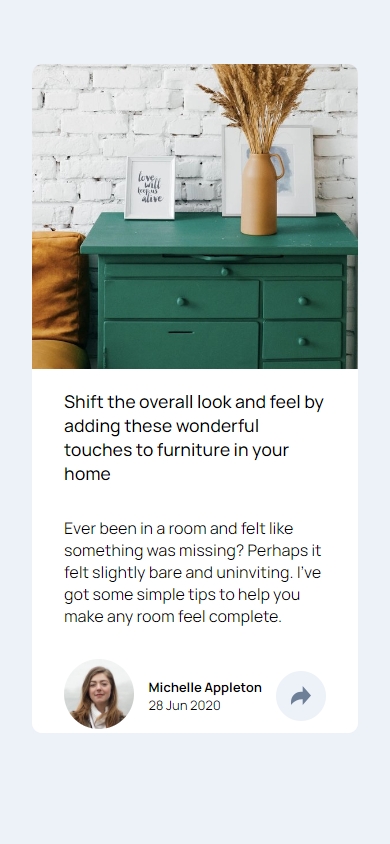 love
will
keep us
alive
Shift the overall look and feel by
adding these wonderful
touches to furniture in your
home
Ever been in a room and felt like
something was missing? Perhaps it
felt slightly bare and uninviting. I've
got some simple tips to help you
make any room feel complete.
Michelle Appleton
28 Jun 2020